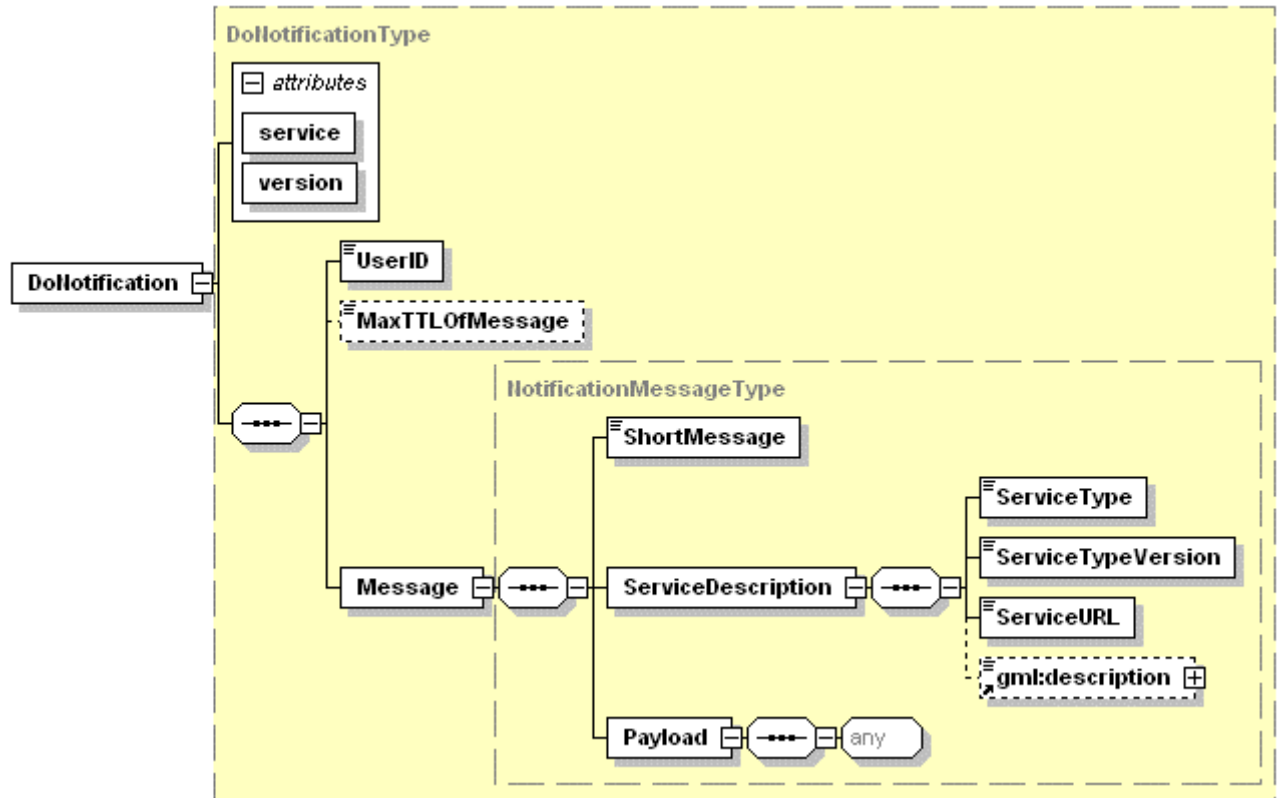 DoNotificationType
attributes
service
version
DoNotification
UserID
MaxTTLOfMessage
NotificationMessageType
ShortMessage
Message
ServiceDescription
ServiceType
ServiceTypeVersion
ServiceURL
gml:description
Payload
any